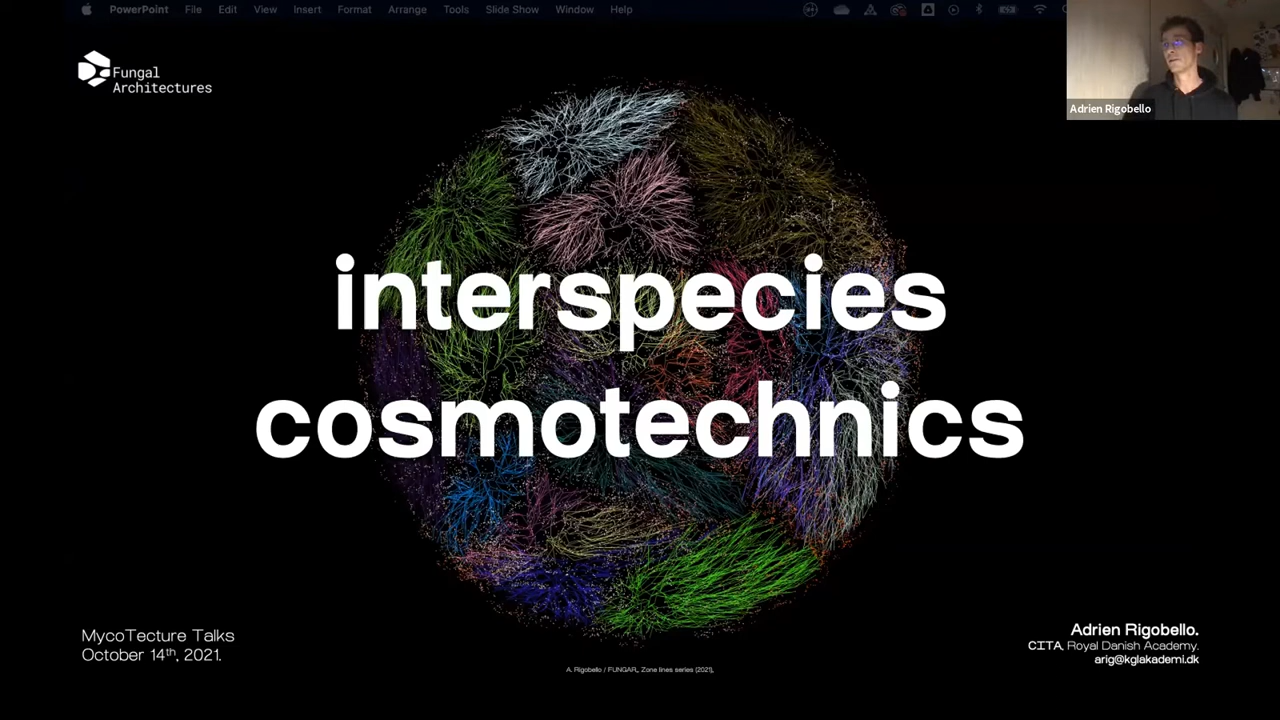 PowerPoint File Edit View Insert Format Arrange Tools Slide Show Window Help
Fungal
Architectures
Adrien Rigobello
interspecies
cosmotechnics
MycoTecture Talks
October 14th, 2021.
Adrien Rigobello.
CITA, Royal Danish Academy.
arig@kglakademi.dk
A. Rigobello / FUNGAR, Zone lines series (2021),